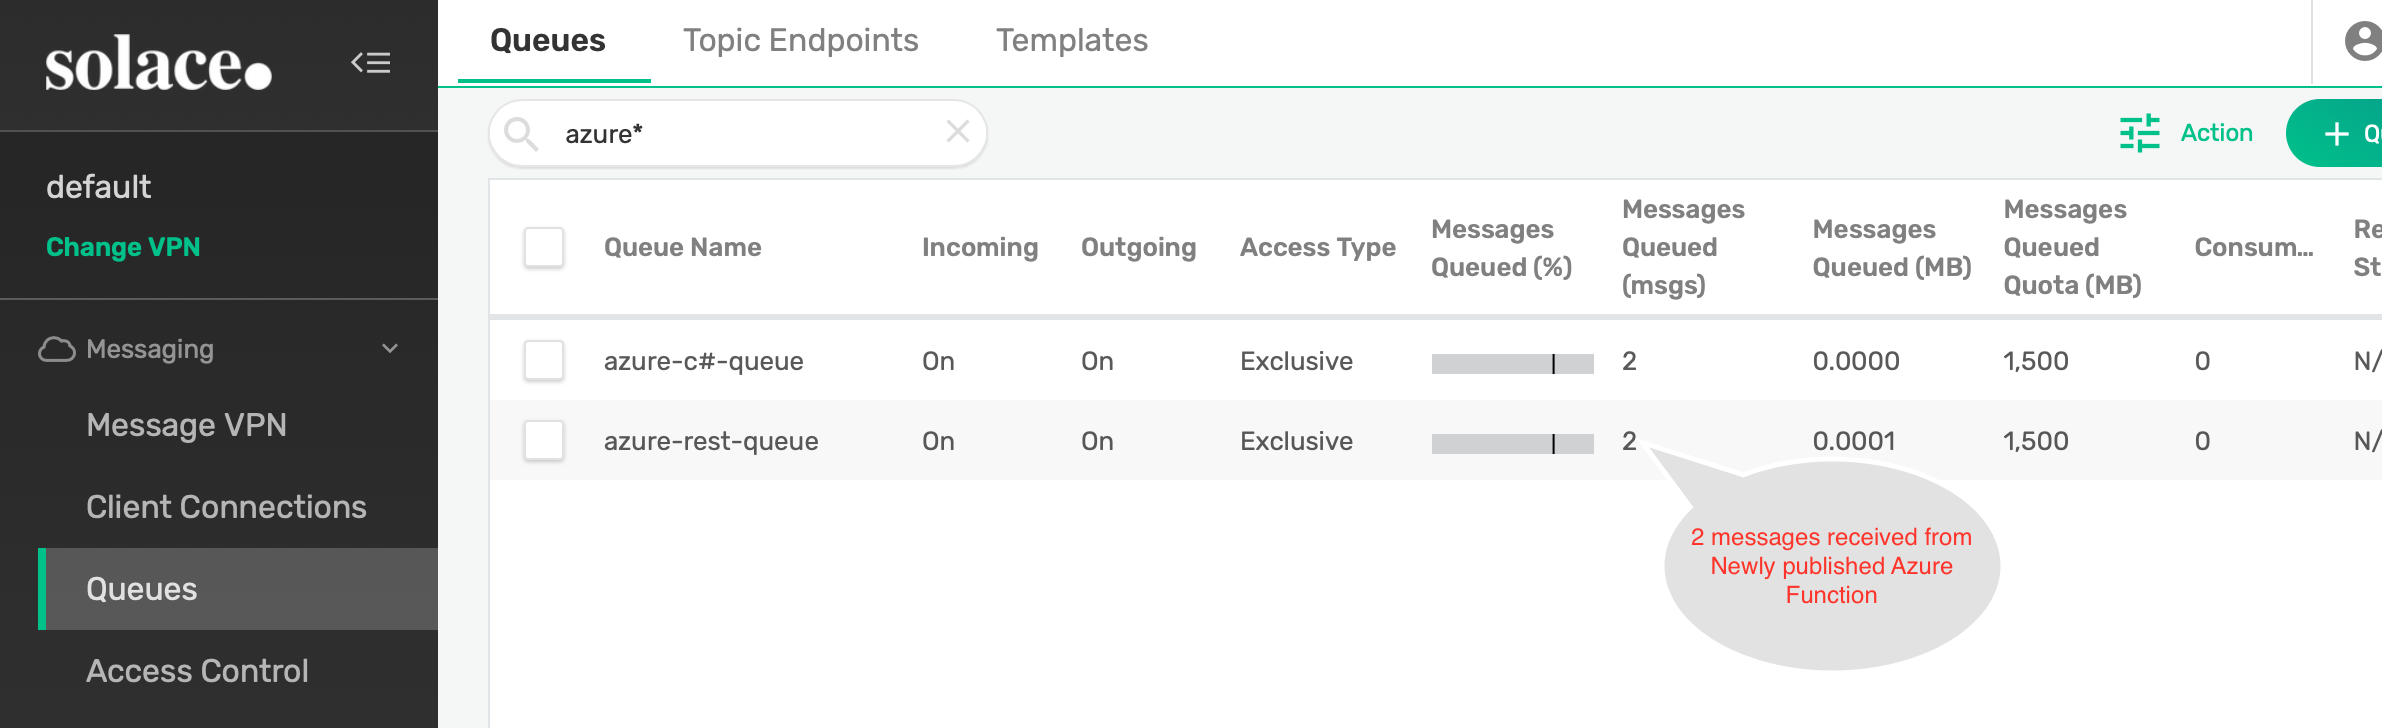 solace.
default
Change VPN
Messaging
Message VPN
Client Connections
Queues
Access Control
Queues Topic Endpoints Templates
azure*
Action
+
Queue Name Incoming Outgoing Access Type Messages Queued (%) Messages Queued (msgs) Messages Queued (MB) Messages Queued Quota (MB) Consum...
azure-c#-queue On On Exclusive 2 0.0000 1,500 0 N/
azure-rest-queue On On Exclusive 2 0.0001 1,500 0 N/
2 messages received from
Newly published Azure
Function